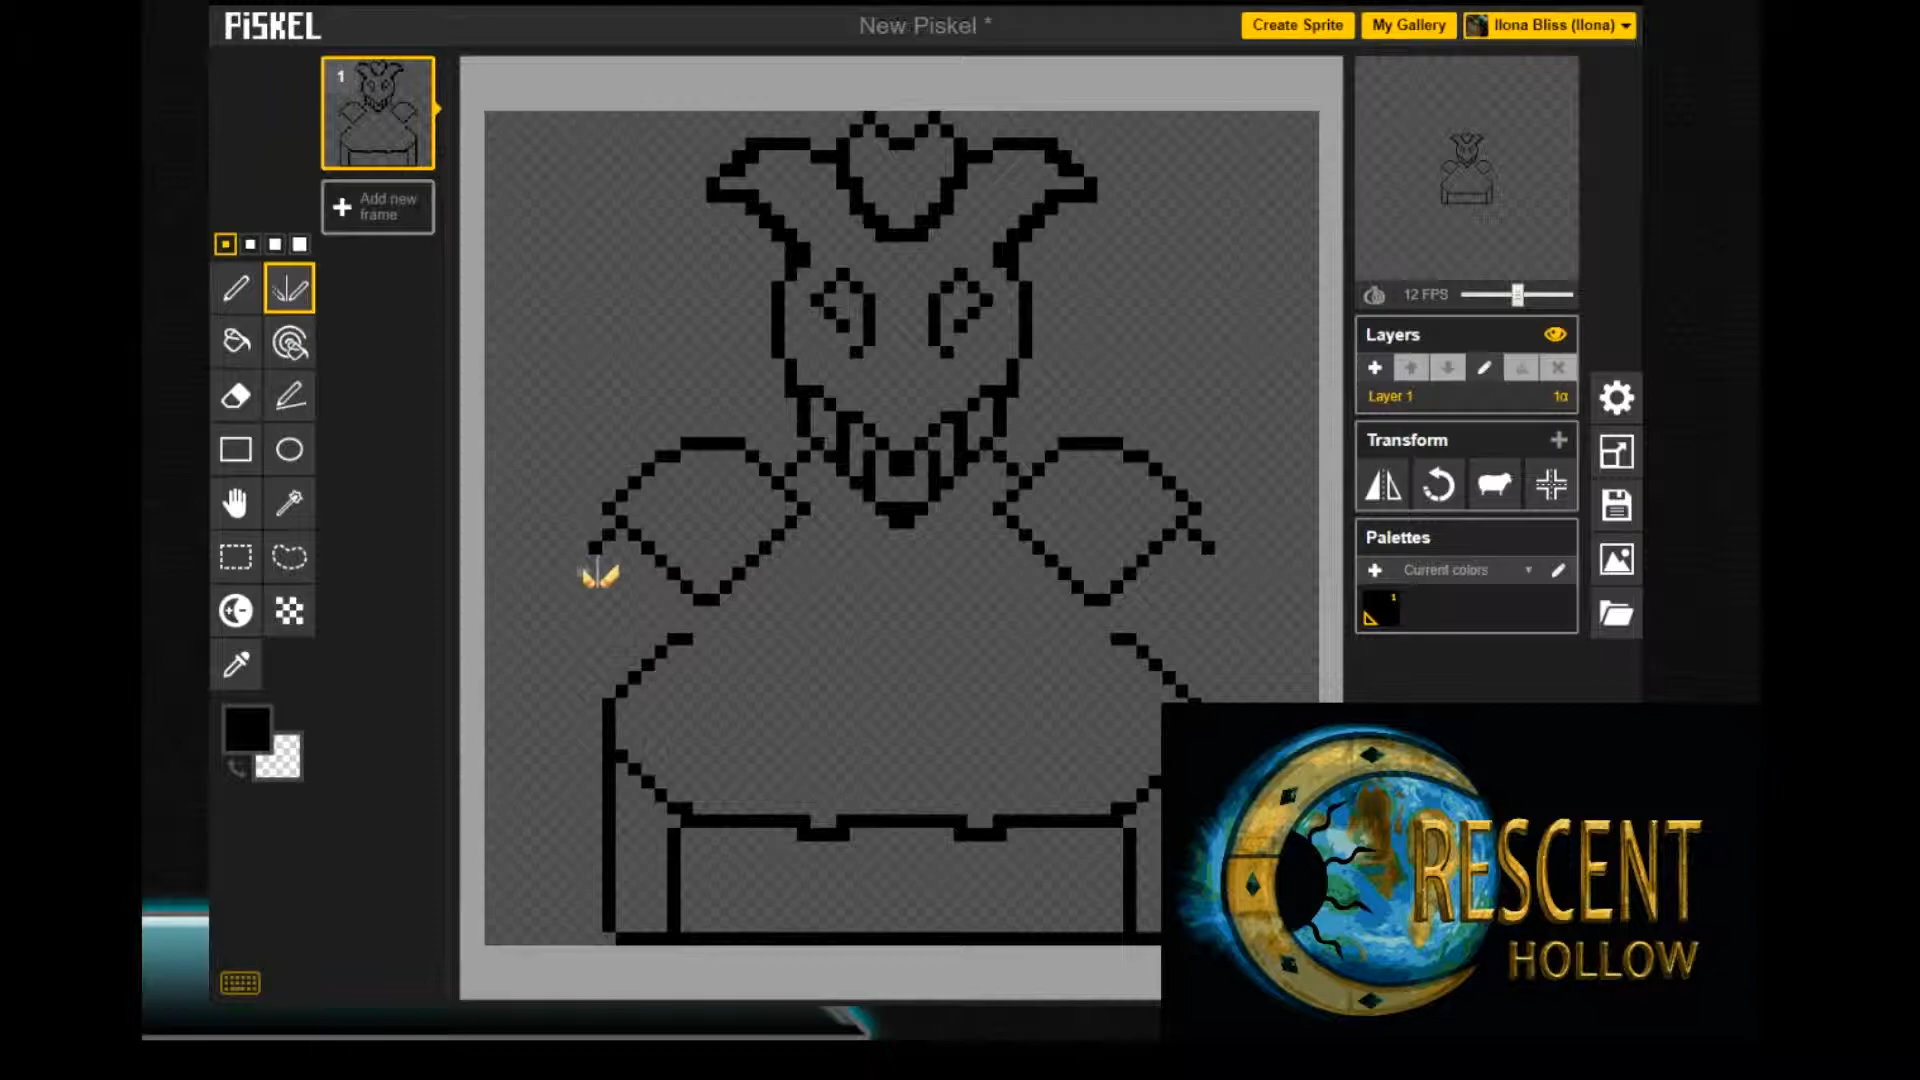 PiSKEL
New Piskel *
Create Sprite
My Gallery
Ilona Bliss (Ilona)
1
Add new
frame
12 FPS
Layers
Layer 1
1α
Transform
Palettes
Current colors
1
CRESCENT
HOLLOW